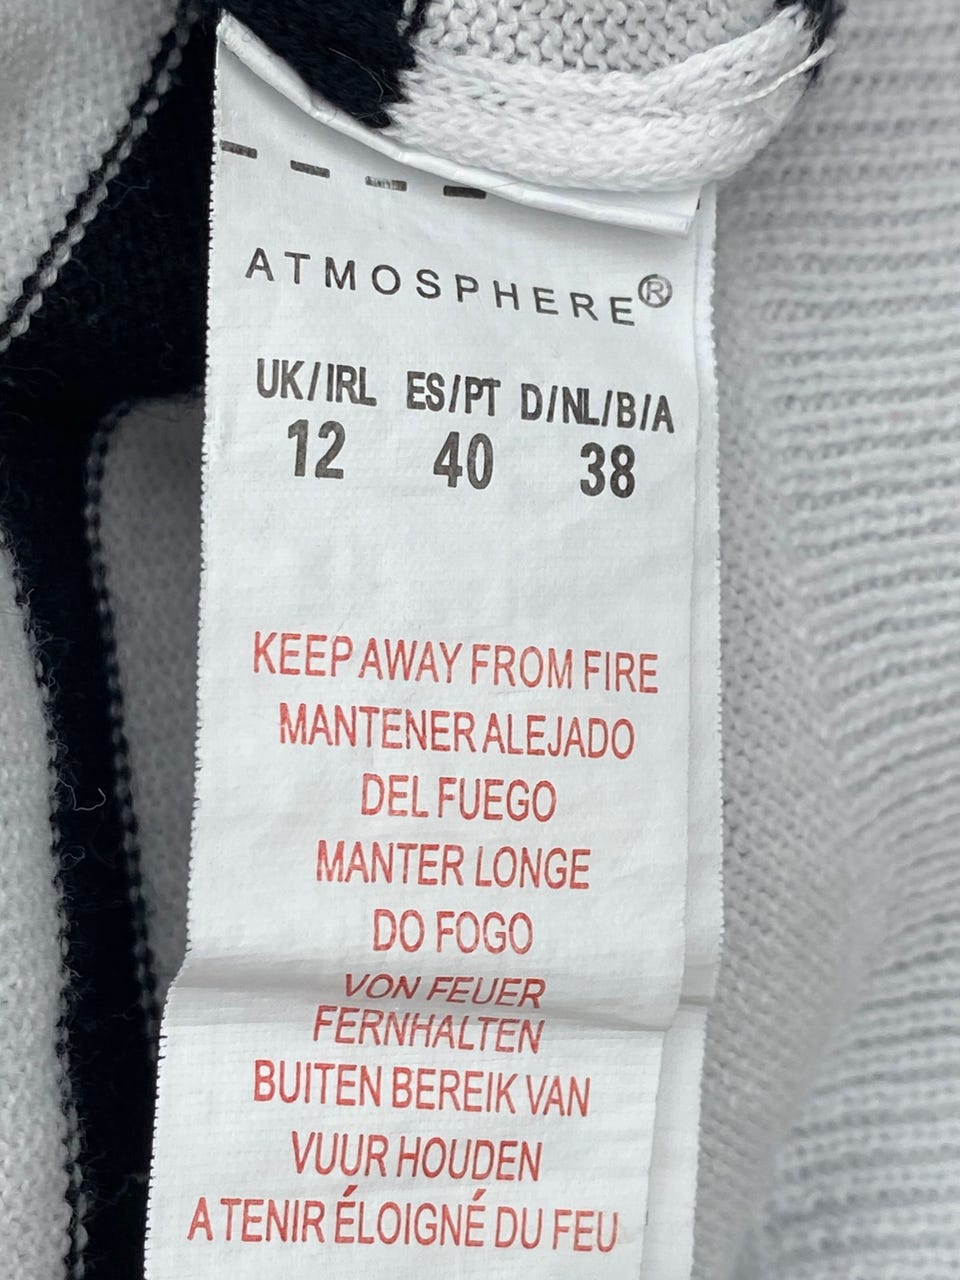 ATMOSPHERE®
UK/IRL ES/PT D/NL/B/A
12 40 38
KEEP AWAY FROM FIRE
MANTENER ALEJADO
DEL FUEGO
MANTER LONGE
DO FOGO
VON FEUER
FERNHALTEN
BUITEN BEREIK VAN
VUUR HOUDEN
A TENIR ÉLOIGNÉ DU FEU